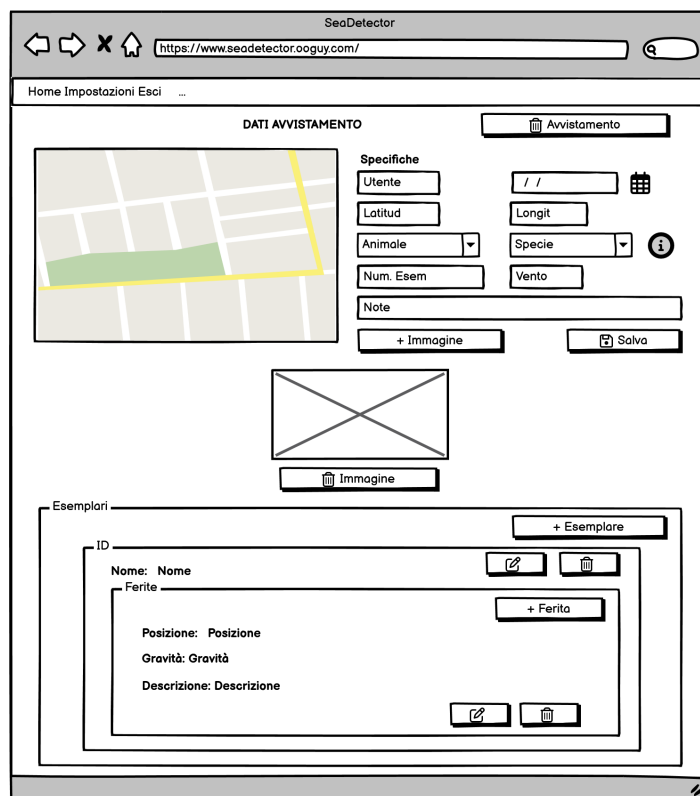 SeaDetector
https://www.seadetector.ooguy.com/
Home Impostazioni Esci ...
DATI AVVISTAMENTO
Avvistamento
Specifiche
Utente
/ /
Latitud
Longit
Animale
Specie
i
Num. Esem
Vento
Note
+ Immagine
Salva
Immagine
Esemplari
+ Esemplare
ID
Nome: Nome
Ferite
+ Ferita
Posizione: Posizione
Gravità: Gravità
Descrizione: Descrizione